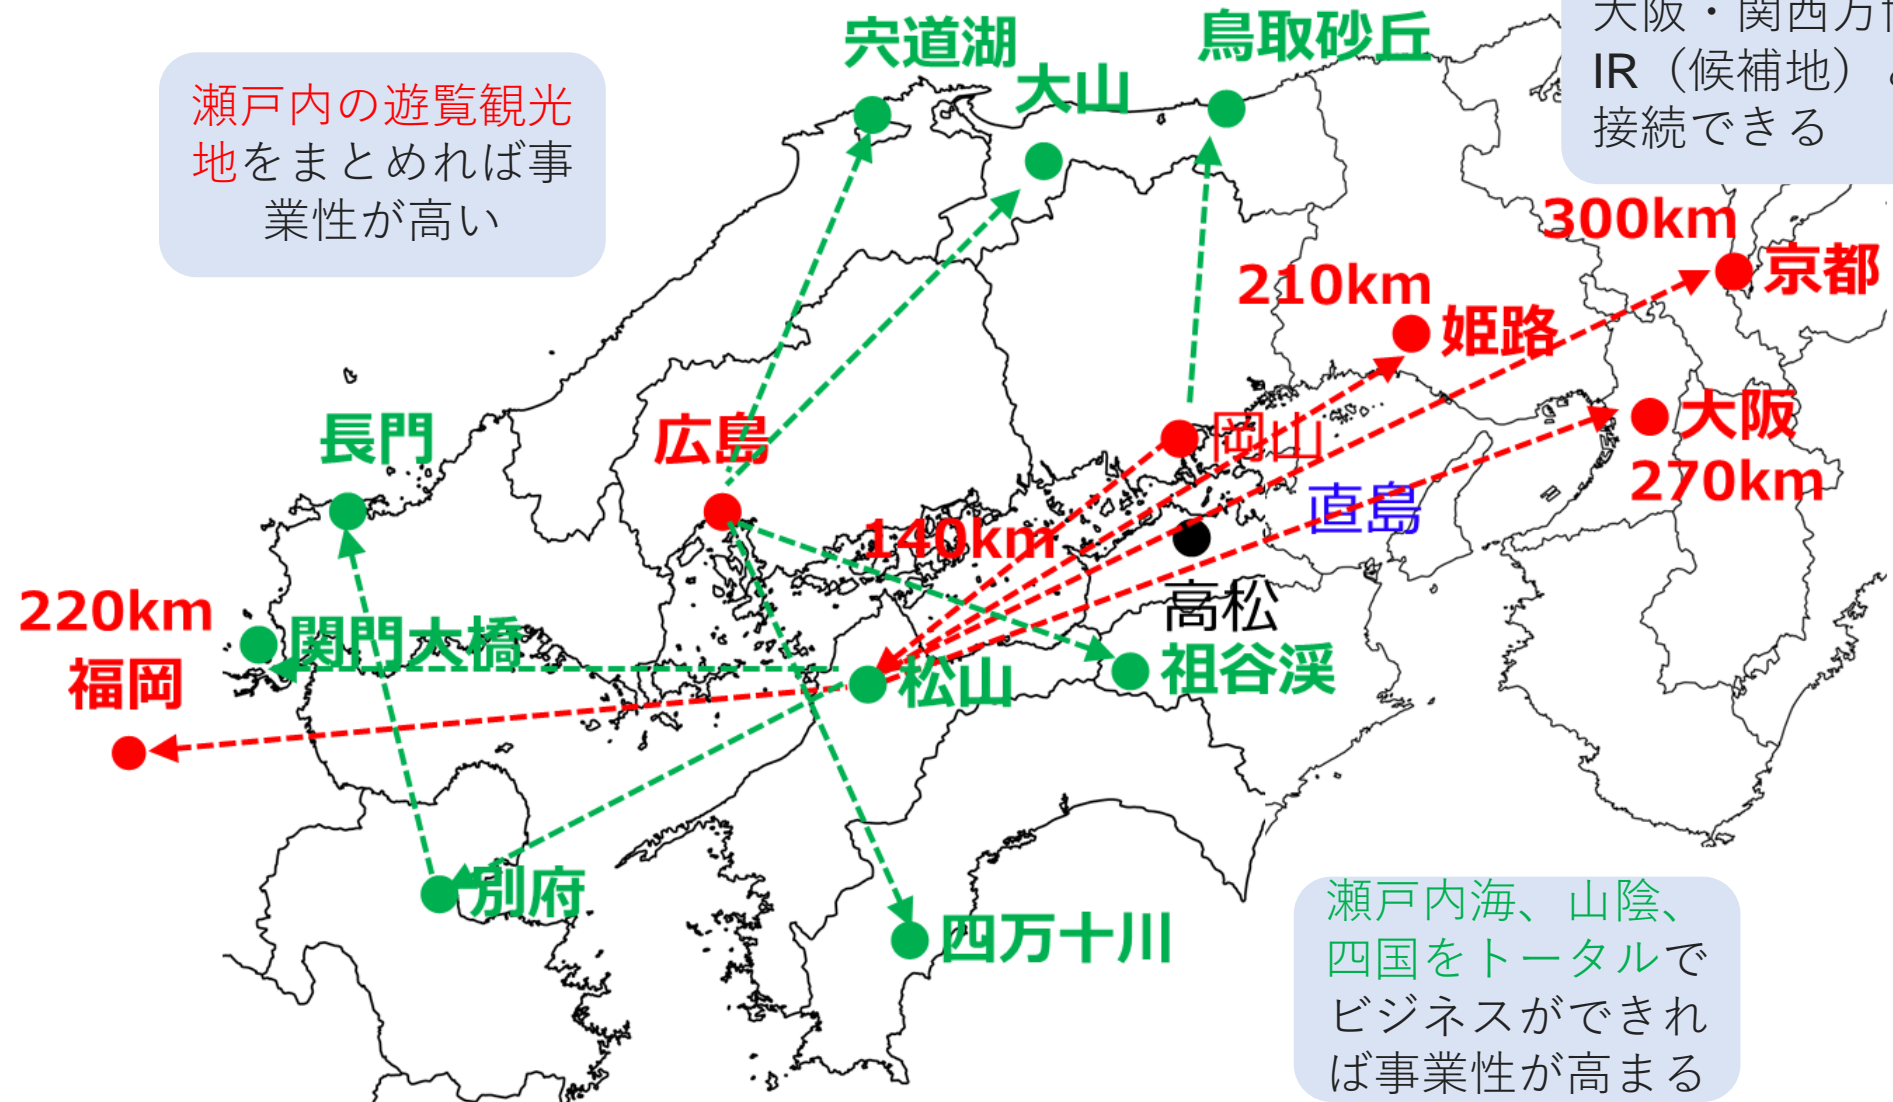 宍道湖
鳥取砂丘
大山
瀬戸内の遊覧観光
地をまとめれば事
業性が高い
大阪・関西万
IR（候補地）
接続できる
300km
京都
210km
姫路
長門
広島
岡山
大阪
270km
直島
140km
高松
220km
福岡
関門大橋
松山
祖谷渓
別府
四万十川
瀬戸内海、山陰、
四国をトータルで
ビジネスができれ
ば事業性が高まる